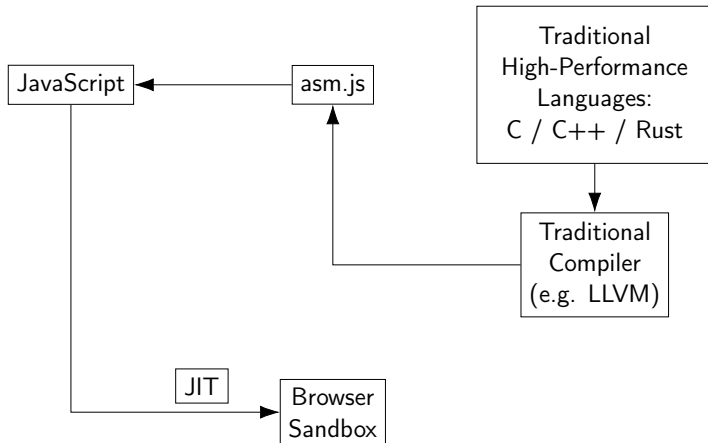 Traditional
High-Performance
Languages:
C / C++ / Rust
JavaScript
asm.js
Traditional
Compiler
(e.g. LLVM)
JIT
Browser
Sandbox